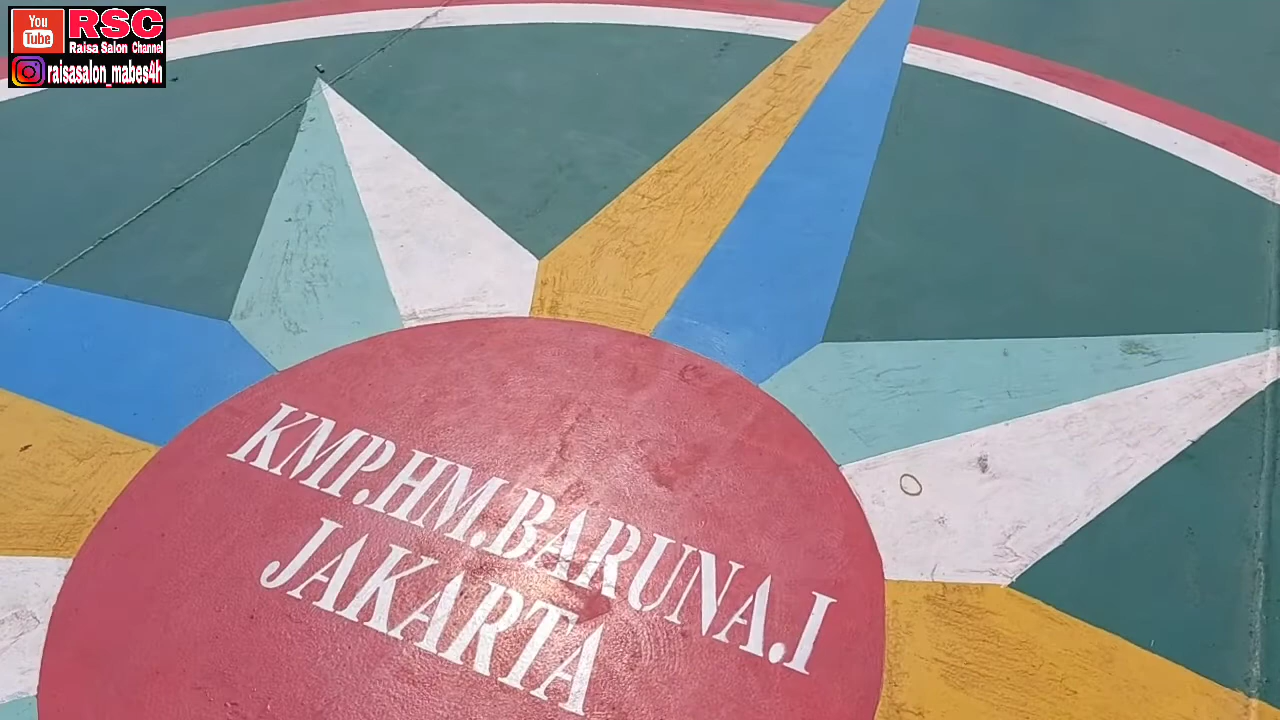 You
Tube
RSC
Raisa Salon Channel
raisasalon_mabes4h
KMP.HM.BARUNA.I
JAKARTA